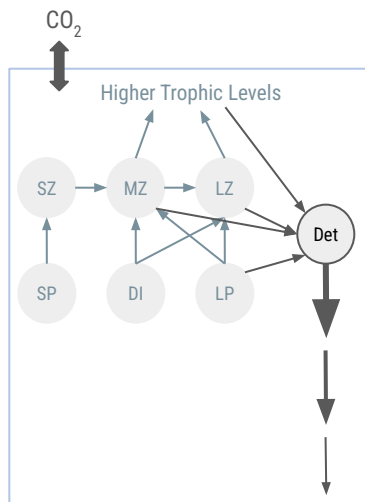 CO₂
Higher Trophic Levels
SZ MZ LZ
Det
SP DI LP